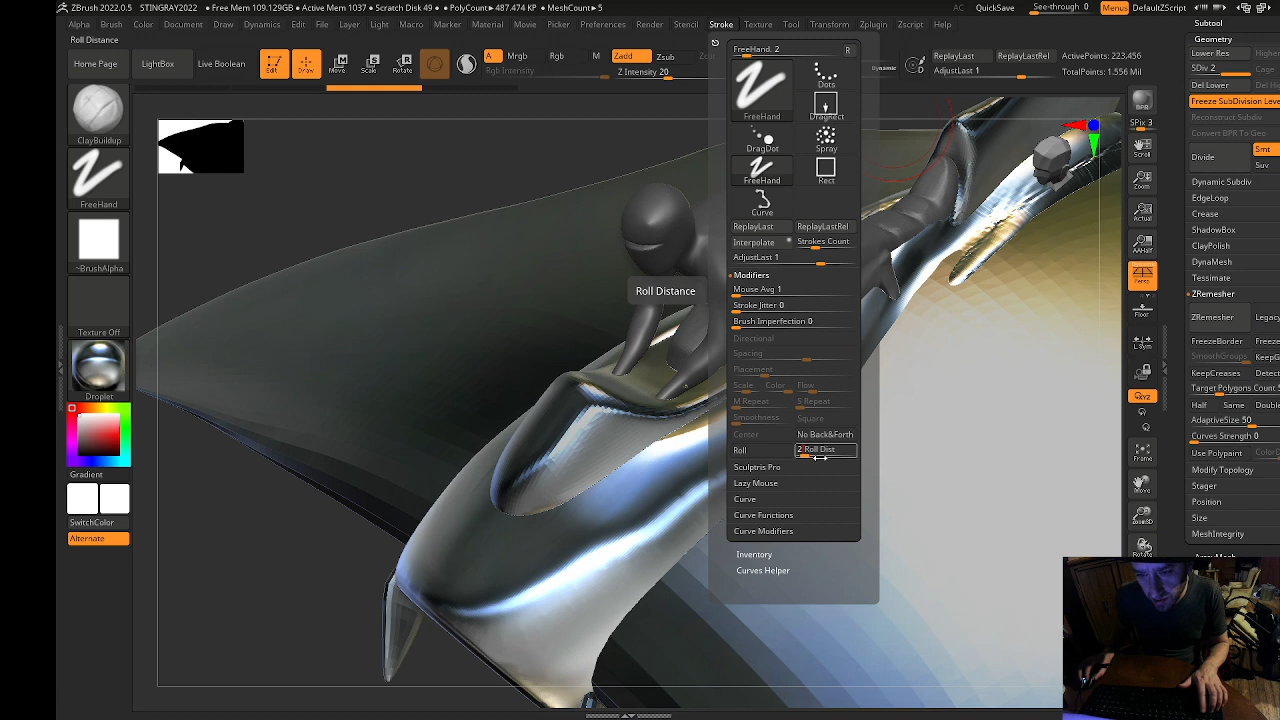 ZBrush 2022.0.5 STINGRAY2022 • Free Mem 109.129GB • Active Mem 1037 • Scratch Disk 49 • PolyCount▸ 487.474 KP • MeshCount▸ 5
AC QuickSave See-through 0 Menus DefaultZScript
Alpha Brush Color Document Draw Dynamics Edit File Layer Light Macro Marker Material Movie Picker Preferences Render Stencil Stroke Texture Tool Transform Zplugin Zscript Help
Roll Distance
Home Page LightBox Live Boolean Edit Draw Move Scale Rotate
A Mrgb Rgb M Zadd Zsub
Rgb Intensity Z Intensity 20
Dynamic
ReplayLast ReplayLastRel ActivePoints: 223,456
AdjustLast 1 TotalPoints: 1.556 Mil
ClayBuildup
FreeHand
~BrushAlpha
Texture Off
Droplet
Gradient
SwitchColor
Alternate
FreeHand. 2 R
Dots
FreeHand DragRect
DragDot Spray
FreeHand Rect
Curve
ReplayLast ReplayLastRel
Interpolate Strokes Count
AdjustLast 1
Modifiers
Mouse Avg 1
Stroke Jitter 0
Brush Imperfection 0
Directional
Spacing
Placement
Scale Color Flow
M Repeat S Repeat
Smoothness Square
Center No Back&Forth
Roll 2 Roll Dist
Sculptris Pro
Lazy Mouse
Curve
Curve Functions
Curve Modifiers
Inventory
Curves Helper
Roll Distance
BPR
SPix 3
Scroll
Zoom
Actual
AAHalf
Persp
Floor
L.Sym
XYZ
Frame
Move
Zoom3D
Rotate
Subtool
Geometry
Lower Res
SDiv 2 Cage
Del Lower
Freeze SubDivision Leve
Reconstruct Subdiv
Convert BPR To Geo
Divide Smt
Suv
Dynamic Subdiv
EdgeLoop
Crease
ShadowBox
ClayPolish
DynaMesh
Tessimate
ZRemesher
ZRemesher Legacy
FreezeBorder
SmoothGroups
KeepCreases Detect
Target Polygons Count 5
Half Same Double
AdaptiveSize 50
Curves Strength 0
Use Polypaint
Modify Topology
Stager
Position
Size
MeshIntegrity